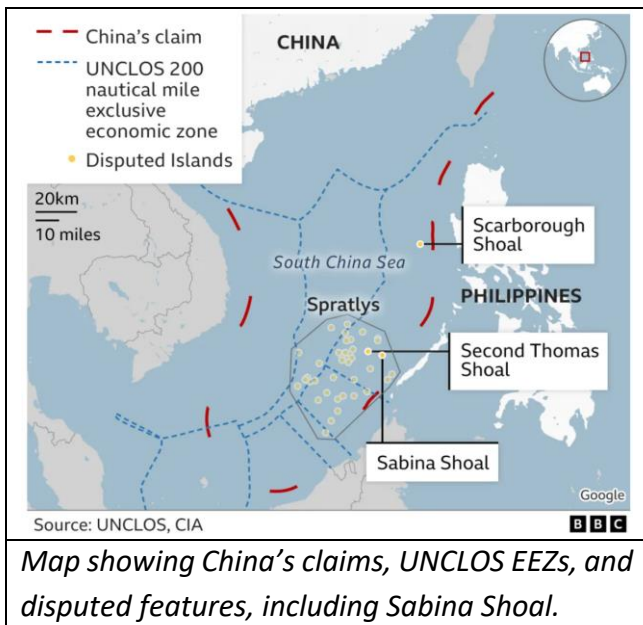 China's claim
UNCLOS 200
nautical mile
exclusive
economic zone
Disputed Islands
20km
10 miles
CHINA
South China Sea
Scarborough
Shoal
Spratlys
PHILIPPINES
Second Thomas
Shoal
Sabina Shoal
Google
Source: UNCLOS, CIA
BBC
Map showing China’s claims, UNCLOS EEZs, and
disputed features, including Sabina Shoal.